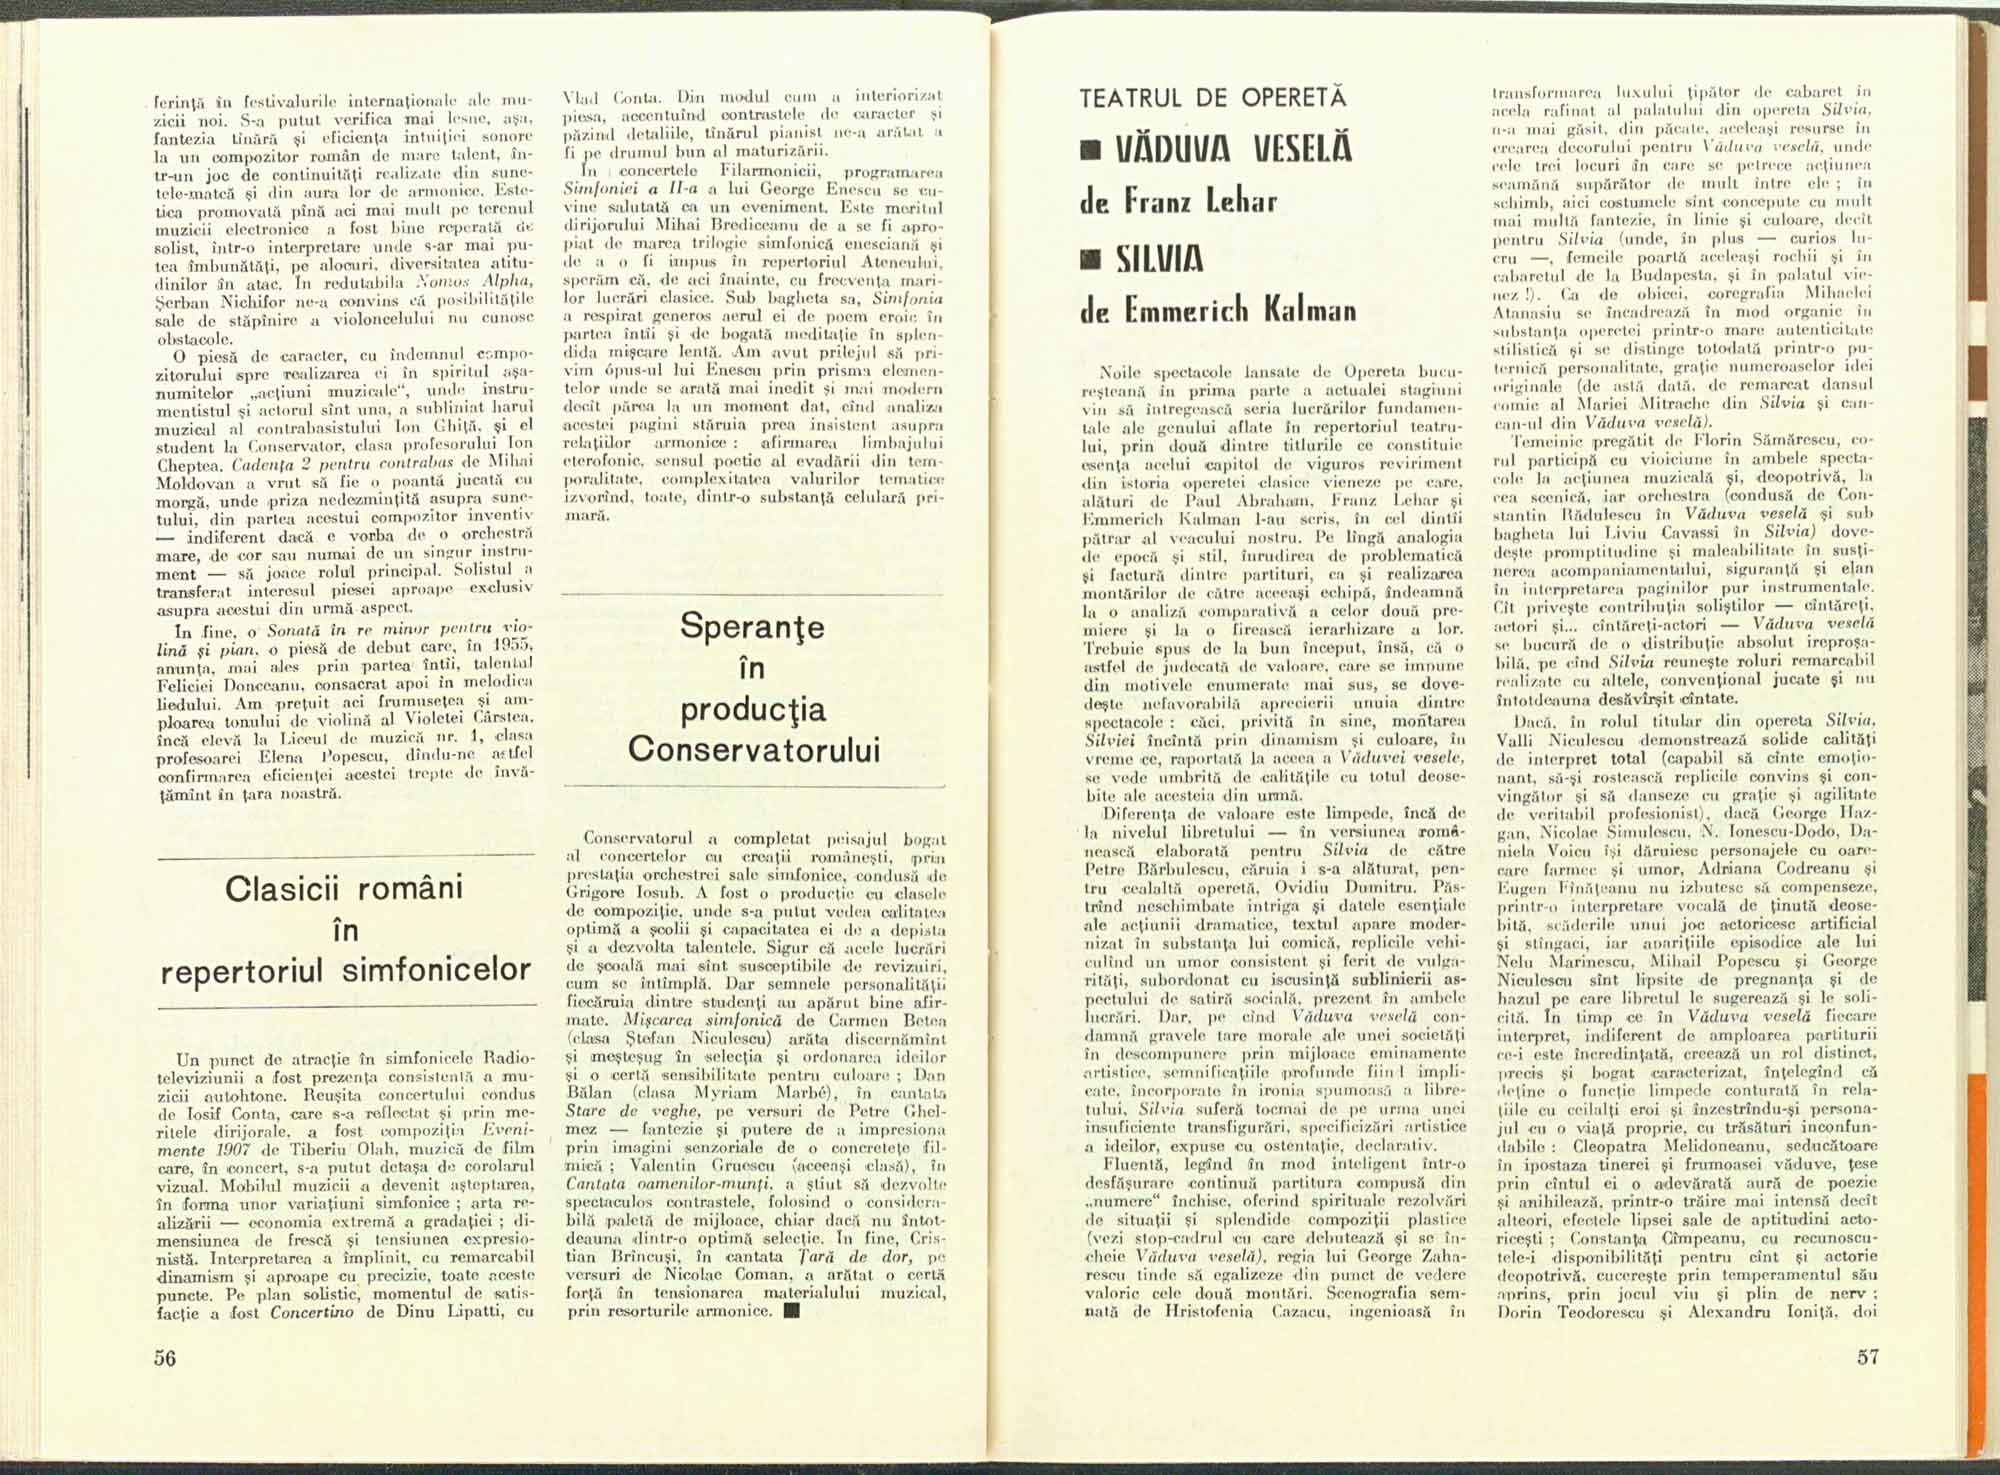 ferință în festivalurile internaționale ale mu-
zicii noi. S-a putut verifica mai lesne, așa,
fantezia tînără și eficiența intuiției sonore
la un compozitor român de mare talent, în-
tr-un joc de continuități realizate din sune-
tele-matcă și din aura lor de armonice. Este-
tica promovată pînă aci mai mult pe terenul
muzicii electronice a fost bine reperată de
solist, într-o interpretare unde s-ar mai pu-
tea îmbunătăți, pe alocuri, diversitatea atitu-
dinilor în atac. În redutabila Nomos Alpha,
Șerban Nichifor ne-a convins că posibilitățile
sale de stăpînire a violoncelului nu cunosc
obstacole.
O piesă de caracter, cu îndemnul compo-
zitorului spre realizarea ei în spiritul așa-
numitelor „acțiuni muzicale“, unde instru-
mentistul și actorul sînt una, a subliniat harul
muzical al contrabasistului Ion Ghiță, și el
student la Conservator, clasa profesorului Ion
Cheptea. Cadența 2 pentru contrabas de Mihai
Moldovan a vrut să fie o poantă jucată cu
morgă, unde priza nedezmințită asupra sune-
tului, din partea acestui compozitor inventiv
— indiferent dacă e vorba de o orchestră
mare, de cor sau numai de un singur instru-
ment — să joace rolul principal. Solistul a
transferat interesul piesei aproape exclusiv
asupra acestui din urmă aspect.
In fine, o Sonată în re minor pentru vio-
lină și pian, o piesă de debut care, în 1955,
anunța, mai ales prin partea întîi, talentul
Feliciei Donceanu, consacrat apoi în melodica
liedului. Am prețuit aci frumusețea și am-
ploarea tonului de violină al Violetei Cârstea,
încă elevă la Liceul de muzică nr. 1, clasa
profesoarei Elena Popescu, dîndu-ne astfel
confirmarea eficienței acestei trepte de învă-
țămînt în țara noastră.
Clasicii români
în
repertoriul simfonicelor
Un punct de atracție în simfonicele Radio-
televiziunii a fost prezența consistentă a mu-
zicii autohtone. Reușita concertului condus
de Iosif Conta, care s-a reflectat și prin me-
ritele dirijorale, a fost compoziția Eveni-
mente 1907 de Tiberiu Olah, muzică de film
care, în concert, s-a putut detașa de corolarul
vizual. Mobilul muzicii a devenit așteptarea,
în forma unor variațiuni simfonice ; arta re-
alizării — economia extremă a gradației ; di-
mensiunea de frescă și tensiunea expresio-
nistă. Interpretarea a împlinit, cu remarcabil
dinamism și aproape cu precizie, toate aceste
puncte. Pe plan solistic, momentul de satis-
facție a fost Concertino de Dinu Lipatti, cu
56
Vlad Conta. Din modul cum a interiorizat
piesa, accentuînd contrastele de caracter și
păzind detaliile, tînărul pianist ne-a arătat a
fi pe drumul bun al maturizării.
În concertele Filarmonicii, programarea
Simfoniei a II-a a lui George Enescu se cu-
vine salutată ca un eveniment. Este meritul
dirijorului Mihai Brediceanu de a se fi apro-
piat de marea trilogie simfonică enesciană și
de a o fi impus în repertoriul Ateneului,
sperăm că, de aci înainte, cu frecvența mari-
lor lucrări clasice. Sub bagheta sa, Simfonia
a respirat generos aerul ei de poem eroic în
partea întîi și de bogată meditație în splen-
dida mișcare lentă. Am avut prilejul să pri-
vim ópus-ul lui Enescu prin prisma elemen-
telor unde se arată mai inedit și mai modern
decît părea la un moment dat, cînd analiza
acestei pagini stăruia prea insistent asupra
relațiilor armonice : afirmarea limbajului
eterofonic, sensul poetic al evadării din tem-
poralitate, complexitatea valurilor tematice
izvorînd, toate, dintr-o substanță celulară pri-
mară.
Speranțe
în
producția
Conservatorului
Conservatorul a completat peisajul bogat
al concertelor cu creații românești, prin
prestația orchestrei sale simfonice, condusă de
Grigore Iosub. A fost o producție cu clasele
de compoziție, unde s-a putut vedea calitatea
optimă a școlii și capacitatea ei de a depista
și a dezvolta talentele. Sigur că acele lucrări
de școală mai sînt susceptibile de revizuiri,
cum se întîmplă. Dar semnele personalității
fiecăruia dintre studenți au apărut bine afir-
mate. Mișcarea simfonică de Carmen Betea
(clasa Ștefan Niculescu) arăta discernămînt
și meșteșug în selecția și ordonarea ideilor
și o certă sensibilitate pentru culoare ; Dan
Bălan (clasa Myriam Marbé), în cantata
Stare de veghe, pe versuri de Petre Ghel-
mez — fantezie și putere de a impresiona
prin imagini senzoriale de o concretețe fil-
mică ; Valentin Gruescu (aceeași clasă), în
Cantata oamenilor-munți, a știut să dezvolte
spectaculos contrastele, folosind o considera-
bilă paletă de mijloace, chiar dacă nu întot-
deauna dintr-o optimă selecție. In fine, Cris-
tian Brîncuși, în cantata Țară de dor, pe
versuri de Nicolae Coman, a arătat o certă
forță în tensionarea materialului muzical,
prin resorturile armonice. ■
TEATRUL DE OPERETĂ
■ VĂDUVA VESELĂ
de Franz Lehar
■ SILVIA
de Emmerich Kalman
Noile spectacole lansate de Opereta bucu-
reșteană în prima parte a actualei stagiuni
vin să întregească seria lucrărilor fundamen-
tale ale genului aflate în repertoriul teatru-
lui, prin două dintre titlurile ce constituie
esența acelui capitol de viguros reviriment
din istoria operetei clasice vieneze pe care,
alături de Paul Abraham, Franz Lehar și
Emmerich Kalman l-au scris, în cel dintîi
pătrar al veacului nostru. Pe lîngă analogia
de epocă și stil, înrudirea de problematică
și factură dintre partituri, ca și realizarea
montărilor de către aceeași echipă, îndeamnă
la o analiză comparativă a celor două pre-
miere și la o firească ierarhizare a lor.
Trebuie spus de la bun început, însă, că o
astfel de judecată de valoare, care se impune
din motivele enumerate mai sus, se dove-
dește nefavorabilă aprecierii unuia dintre
spectacole : căci, privită în sine, montarea
Silviei încîntă prin dinamism și culoare, în
vreme ce, raportată la aceea a Văduvei vesele,
se vede umbrită de calitățile cu totul deose-
bite ale acesteia din urmă.
Diferența de valoare este limpede, încă de
la nivelul libretului — în versiunea româ-
nească elaborată pentru Silvia de către
Petre Bărbulescu, căruia i s-a alăturat, pen-
tru cealaltă operetă, Ovidiu Dumitru. Păs-
trînd neschimbate intriga și datele esențiale
ale acțiunii dramatice, textul apare moder-
nizat în substanța lui comică, replicile vehi-
culînd un umor consistent și ferit de vulga-
rități, subordonat cu iscusință sublinierii as-
pectului de satiră socială, prezent în ambele
lucrări. Dar, pe cînd Văduva veselă con-
damnă gravele tare morale ale unei societăți
în descompunere prin mijloace eminamente
artistice, semnificațiile profunde fiind impli-
cate, încorporate în ironia spumoasă a libre-
tului, Silvia suferă tocmai de pe urma unei
insuficiente transfigurări, specificizări artistice
a ideilor, expuse cu ostentație, declarativ.
Fluentă, legînd în mod inteligent într-o
desfășurare continuă partitura compusă din
„numere“ închise, oferind spirituale rezolvări
de situații și splendide compoziții plastice
(vezi stop-cadrul cu care debutează și se în-
cheie Văduva veselă), regia lui George Zaha-
rescu tinde să egalizeze din punct de vedere
valoric cele două montări. Scenografia sem-
nată de Hristofenia Cazacu, ingenioasă în
transformarea luxului țipător de cabaret în
acela rafinat al palatului din opereta Silvia,
n-a mai găsit, din păcate, aceleași resurse în
crearea decorului pentru Văduva veselă, unde
cele trei locuri în care se petrece acțiunea
seamănă supărător de mult între ele ; în
schimb, aici costumele sînt concepute cu mult
mai multă fantezie, în linie și culoare, decît
pentru Silvia (unde, în plus — curios lu-
cru —, femeile poartă aceleași rochii și în
cabaretul de la Budapesta, și în palatul vie-
nez !). Ca de obicei, coregrafia Mihaelei
Atanasiu se încadrează în mod organic în
substanța operetei printr-o mare autenticitate
stilistică și se distinge totodată printr-o pu-
ternică personalitate, grație numeroaselor idei
originale (de astă dată, de remarcat dansul
comic al Mariei Mitrache din Silvia și can-
can-ul din Văduva veselă).
Temeinic pregătit de Florin Sămărescu, co-
rul participă cu vioiciune în ambele specta-
cole la acțiunea muzicală și, deopotrivă, la
cea scenică, iar orchestra (condusă de Con-
stantin Rădulescu în Văduva veselă și sub
bagheta lui Liviu Cavassi în Silvia) dove-
dește promptitudine și maleabilitate în susți-
nerea acompaniamentului, siguranță și elan
în interpretarea paginilor pur instrumentale.
Cît privește contribuția soliștilor — cîntăreți,
actori și... cîntăreți-actori — Văduva veselă
se bucură de o distribuție absolut ireproșa-
bilă, pe cînd Silvia reunește roluri remarcabil
realizate cu altele, convențional jucate și nu
întotdeauna desăvîrșit cîntate.
Dacă, în rolul titular din opereta Silvia,
Valli Niculescu demonstrează solide calități
de interpret total (capabil să cînte emoțio-
nant, să-și rostească replicile convins și con-
vingător și să danseze cu grație și agilitate
de veritabil profesionist), dacă George Haz-
gan, Nicolae Simulescu, N. Ionescu-Dodo, Da-
niela Voicu își dăruiesc personajele cu oare-
care farmec și umor, Adriana Codreanu și
Eugen Fînățeanu nu izbutesc să compenseze,
printr-o interpretare vocală de ținută deose-
bită, scăderile unui joc actoricesc artificial
și stîngaci, iar aparițiile episodice ale lui
Nelu Marinescu, Mihail Popescu și George
Niculescu sînt lipsite de pregnanța și de
hazul pe care libretul le sugerează și le soli-
cită. In timp ce în Văduva veselă fiecare
interpret, indiferent de amploarea partiturii
ce-i este încredințată, creează un rol distinct,
precis și bogat caracterizat, înțelegînd că
deține o funcție limpede conturată în rela-
țiile cu ceilalți eroi și înzestrîndu-și persona-
jul cu o viață proprie, cu trăsături inconfun-
dabile : Cleopatra Melidoneanu, seducătoare
în ipostaza tinerei și frumoasei văduve, țese
prin cîntul ei o adevărată aură de poezie
și anihilează, printr-o trăire mai intensă decît
alteori, efectele lipsei sale de aptitudini acto-
ricești ; Constanța Cîmpeanu, cu recunoscu-
tele-i disponibilități pentru cînt și actorie
deopotrivă, cucerește prin temperamentul său
aprins, prin jocul viu și plin de nerv ;
Dorin Teodorescu și Alexandru Ioniță, doi
57